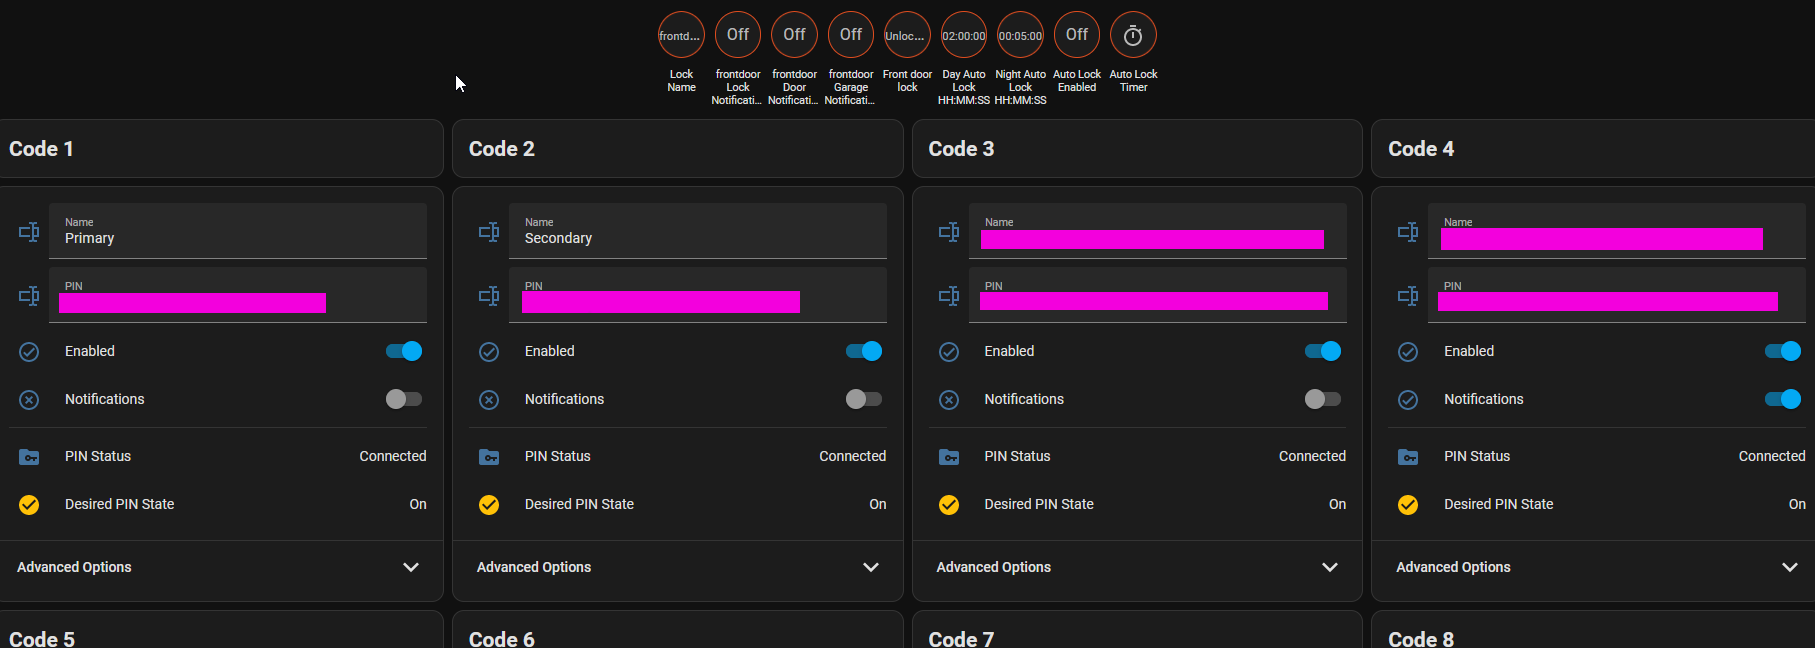 frontd... Off Off Off Unloc... 02:00:00 00:05:00 Off
Lock frontdoor frontdoor frontdoor Front door Day Auto Night Auto Auto Lock Auto Lock
Name Lock Door Garage lock Lock Lock Enabled Timer
Notificati... Notificati... Notificati... HH:MM:SS HH:MM:SS
Code 1 Code 2 Code 3 Code 4
Name Name Name Name
Primary Secondary
PIN PIN PIN PIN
Enabled Enabled Enabled Enabled
Notifications Notifications Notifications Notifications
PIN Status Connected PIN Status Connected PIN Status Connected PIN Status Connected
Desired PIN State On Desired PIN State On Desired PIN State On Desired PIN State On
Advanced Options Advanced Options Advanced Options Advanced Options
Code 5 Code 6 Code 7 Code 8